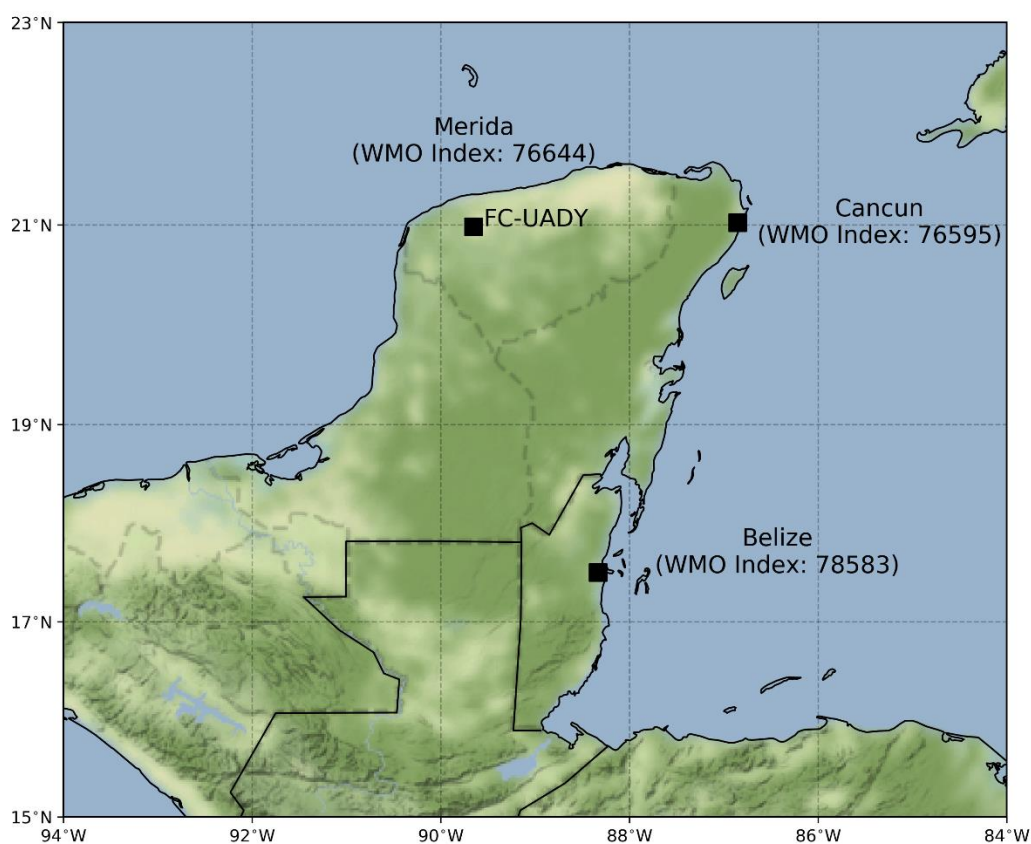 23°N
Merida
(WMO Index: 76644)
FC-UADY
21°N
Cancun
(WMO Index: 76595)
19°N
Belize
(WMO Index: 78583)
17°N
15°N
94°W
92°W
90°W
88°W
86°W
84°W